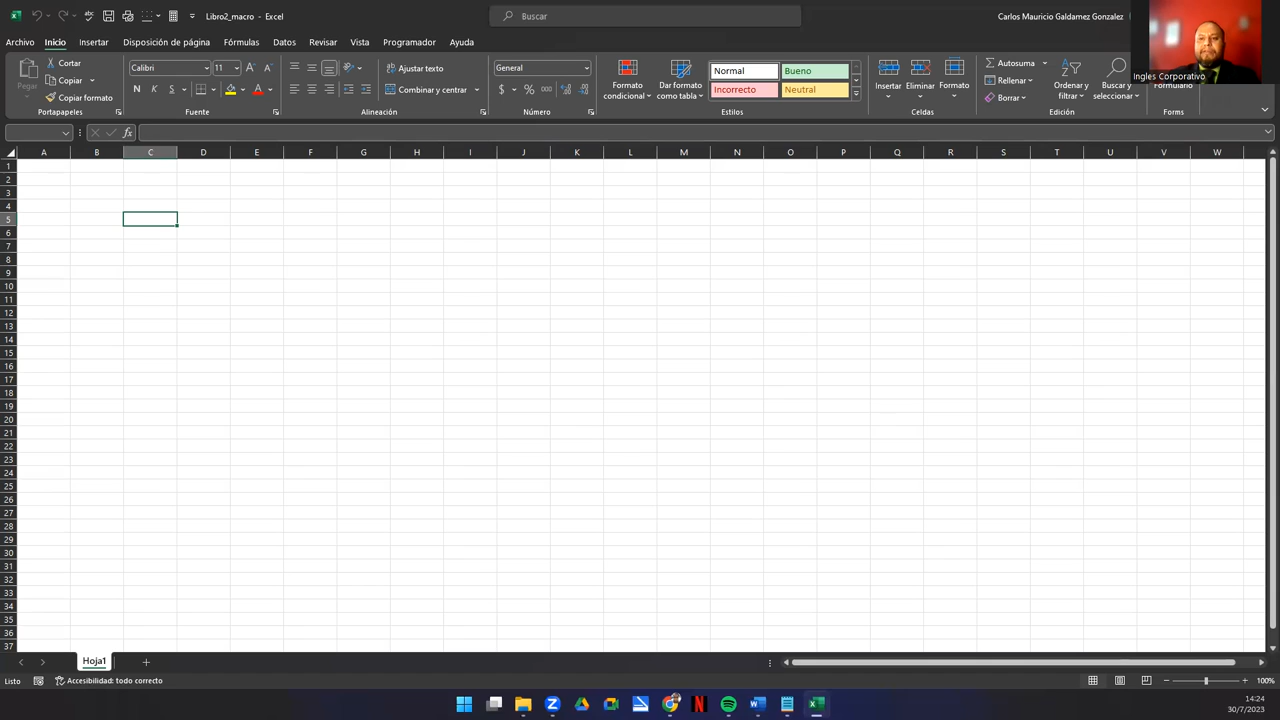 Libro2_macro - Excel
Buscar
Carlos Mauricio Galdamez Gonzalez
Ingles Corporativo
Archivo Inicio Insertar Disposición de página Fórmulas Datos Revisar Vista Programador Ayuda
Pegar
Cortar
Copiar
Copiar formato
Portapapeles
Calibri 11
N K S
Fuente
Ajustar texto
Combinar y centrar
Alineación
General
$ % 000
Número
Formato condicional
Dar formato como tabla
Normal Bueno
Incorrecto Neutral
Estilos
Insertar Eliminar Formato
Celdas
Autosuma
Rellenar
Borrar
Ordenar y filtrar
Buscar y seleccionar
Edición
Formulario
Forms
fx
A B C D E F G H I J K L M N O P Q R S T U V W
1
2
3
4
5
6
7
8
9
10
11
12
13
14
15
16
17
18
19
20
21
22
23
24
25
26
27
28
29
30
31
32
33
34
35
36
37
Hoja1
Listo
Accesibilidad: todo correcto
100%
14:24
30/7/2023